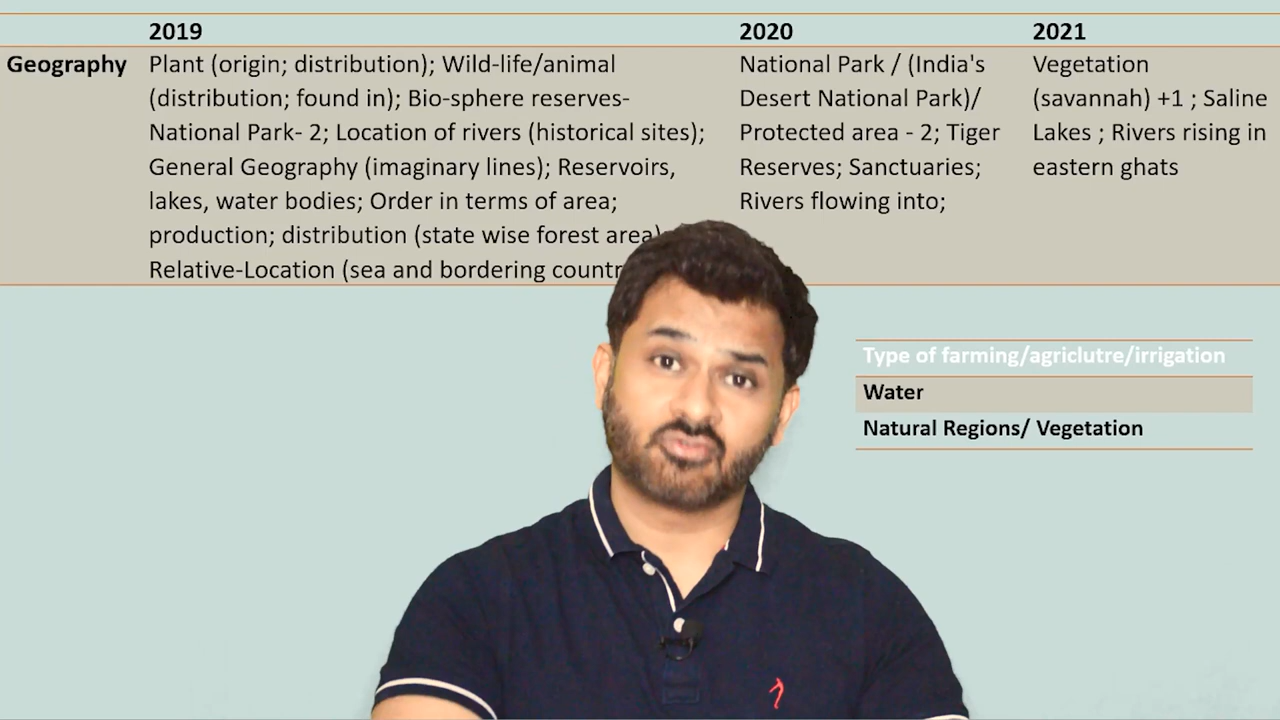 2019 2020 2021
Geography
Plant (origin; distribution); Wild-life/animal
(distribution; found in); Bio-sphere reserves-
National Park- 2; Location of rivers (historical sites);
General Geography (imaginary lines); Reservoirs,
lakes, water bodies; Order in terms of area;
production; distribution (state wise forest area)
Relative-Location (sea and bordering
National Park / (India's
Desert National Park)/
Protected area - 2; Tiger
Reserves; Sanctuaries;
Rivers flowing into;
Vegetation
(savannah) +1 ; Saline
Lakes ; Rivers rising in
eastern ghats
Type of farming/agriclutre/irrigation
Water
Natural Regions/ Vegetation